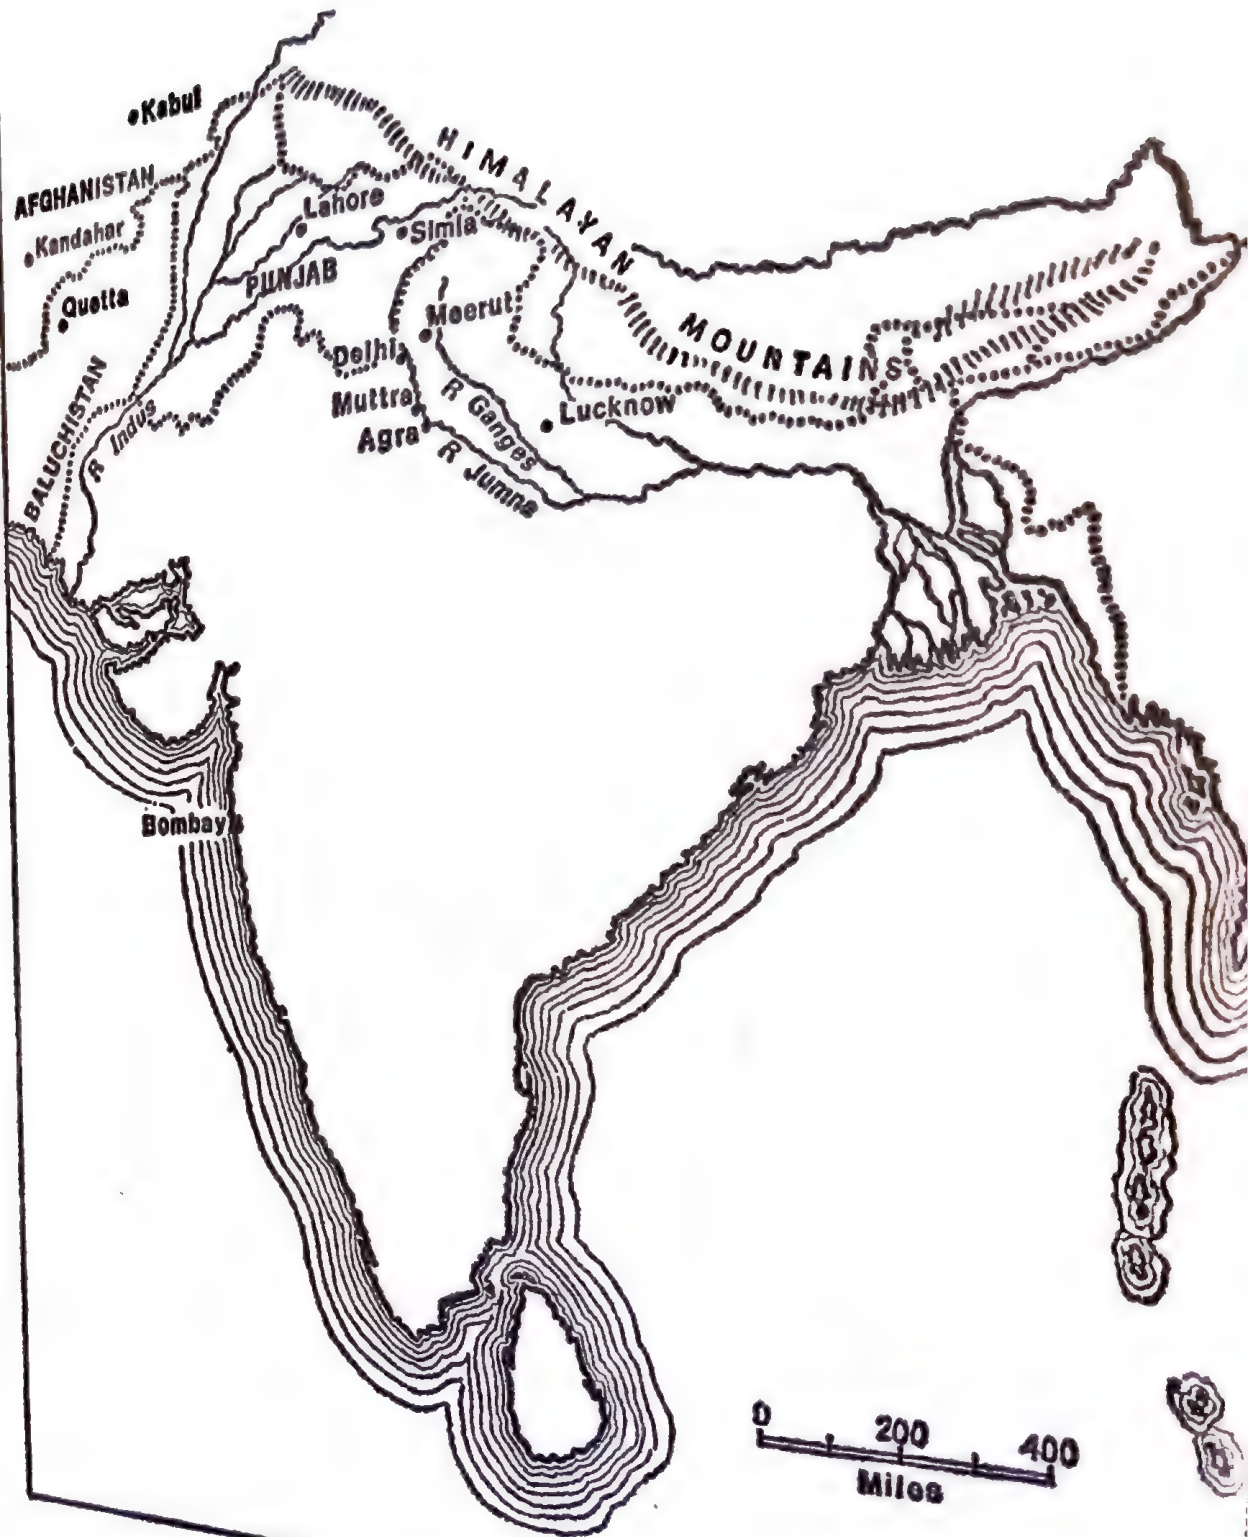 Kabul
HIMALAYAN
AFGHANISTAN
Lahore
Kandahar
Simla
PUNJAB
Quetta
Meerut
MOUNTAINS
Delhi
BALUCHISTAN
Muttra
R Ganges
Lucknow
R Indus
Agra
R Jumna
Bombay
0 200 400
Miles